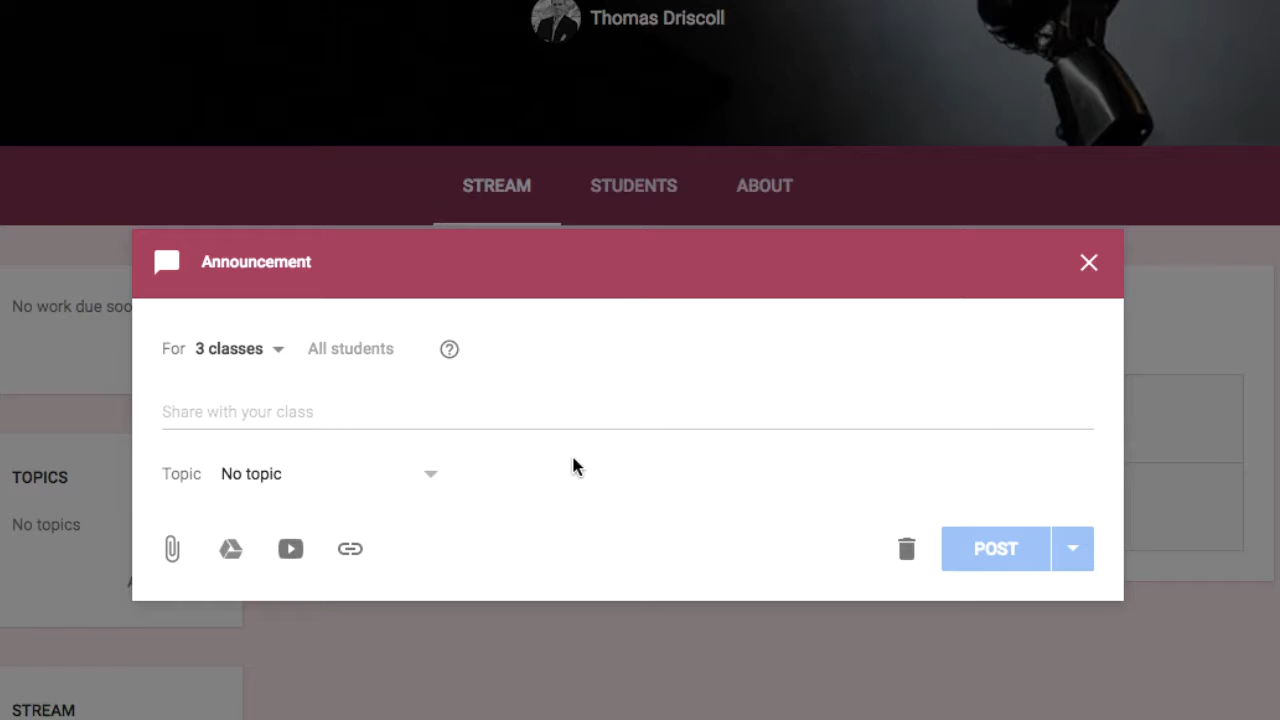 Thomas Driscoll
STREAM STUDENTS ABOUT
Announcement
No work due soo
For 3 classes All students
Share with your class
Topic No topic
TOPICS
No topics
POST
STREAM